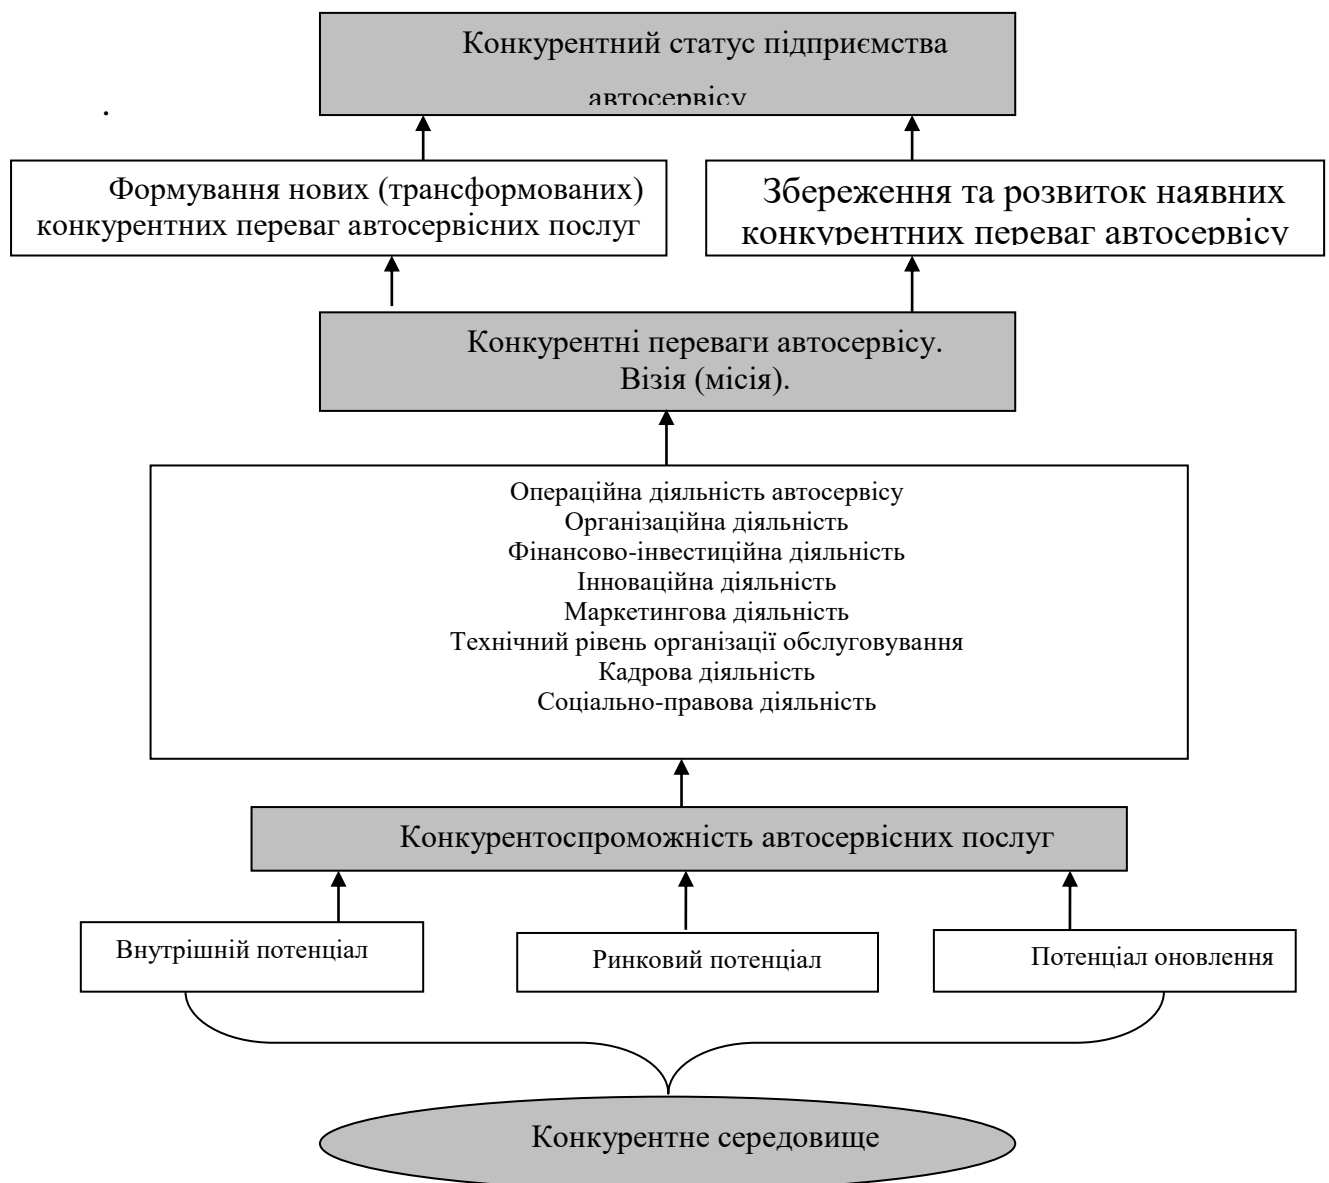 Конкурентний статус підприємства
автосервісу
.
Формування нових (трансформованих)
конкурентних переваг автосервісних послуг
Збереження та розвиток наявних
конкурентних переваг автосервісу
Конкурентні переваги автосервісу.
Візія (місія).
Операційна діяльність автосервісу
Організаційна діяльність
Фінансово-інвестиційна діяльність
Інноваційна діяльність
Маркетингова діяльність
Технічний рівень організації обслуговування
Кадрова діяльність
Соціально-правова діяльність
Конкурентоспроможність автосервісних послуг
Внутрішній потенціал
Ринковий потенціал
Потенціал оновлення
Конкурентне середовище